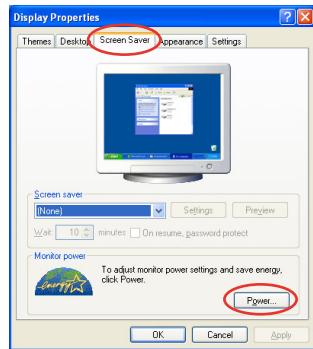 Display Properties
Themes Desktop Screen Saver Appearance Settings
Screen saver
(None) Settings Preview
Wait: 10 minutes On resume, password protect
Monitor power
To adjust monitor power settings and save energy,
click Power.
energy
Power...
OK Cancel Apply